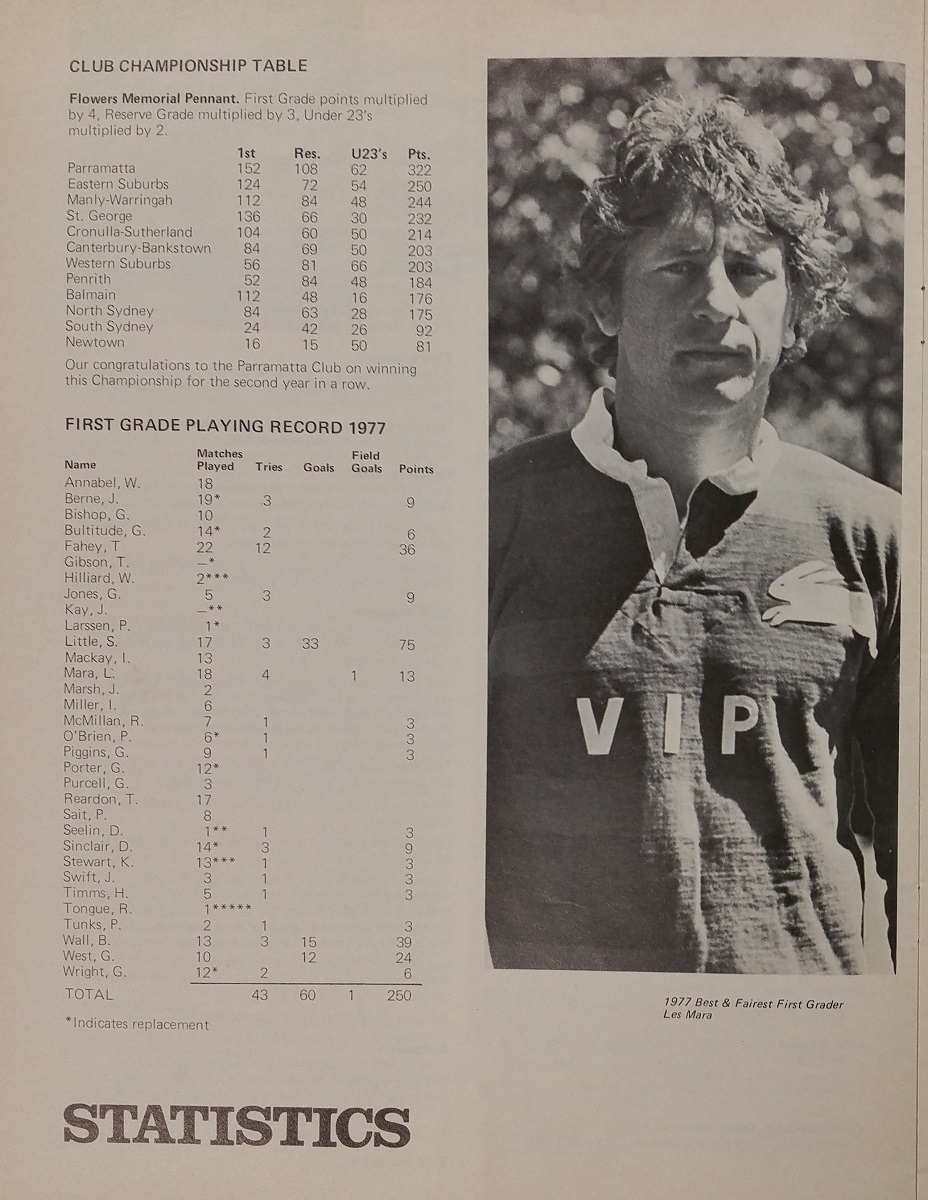 CLUB CHAMPIONSHIP TABLE
Flowers Memorial Pennant. First Grade points multiplied
by 4, Reserve Grade multiplied by 3, Under 23's
multiplied by 2.
1st Res. U23's Pts.
Parramatta 152 108 62 322
Eastern Suburbs 124 72 54 250
Manly-Warringah 112 84 48 244
St. George 136 66 30 232
Cronulla-Sutherland 104 60 50 214
Canterbury-Bankstown 84 69 50 203
Western Suburbs 56 81 66 203
Penrith 52 84 48 184
Balmain 112 48 16 176
North Sydney 84 63 28 175
South Sydney 24 42 26 92
Newtown 16 15 50 81
Our congratulations to the Parramatta Club on winning
this Championship for the second year in a row.
FIRST GRADE PLAYING RECORD 1977
Matches Field
Name Played Tries Goals Goals Points
Annabel, W. 18
Berne, J. 19* 3 9
Bishop, G. 10
Bultitude, G. 14* 2 6
Fahey, T 22 12 36
Gibson, T. –*
Hilliard, W. 2***
Jones, G. 5 3 9
Kay, J. –**
Larssen, P. 1*
Little, S. 17 3 33 75
Mackay, I. 13
Mara, L. 18 4 1 13
Marsh, J. 2
Miller, I. 6
McMillan, R. 7 1 3
O'Brien, P. 6* 1 3
Piggins, G. 9 1 3
Porter, G. 12*
Purcell, G. 3
Reardon, T. 17
Sait, P. 8
Seelin, D. 1** 1 3
Sinclair, D. 14* 3 9
Stewart, K. 13*** 1 3
Swift, J. 3 1 3
Timms, H. 5 1 3
Tongue, R. 1*****
Tunks, P. 2 1 3
Wall, B. 13 3 15 39
West, G. 10 12 24
Wright, G. 12* 2 6
TOTAL 43 60 1 250
*Indicates replacement
STATISTICS
VIP
1977 Best & Fairest First Grader
Les Mara